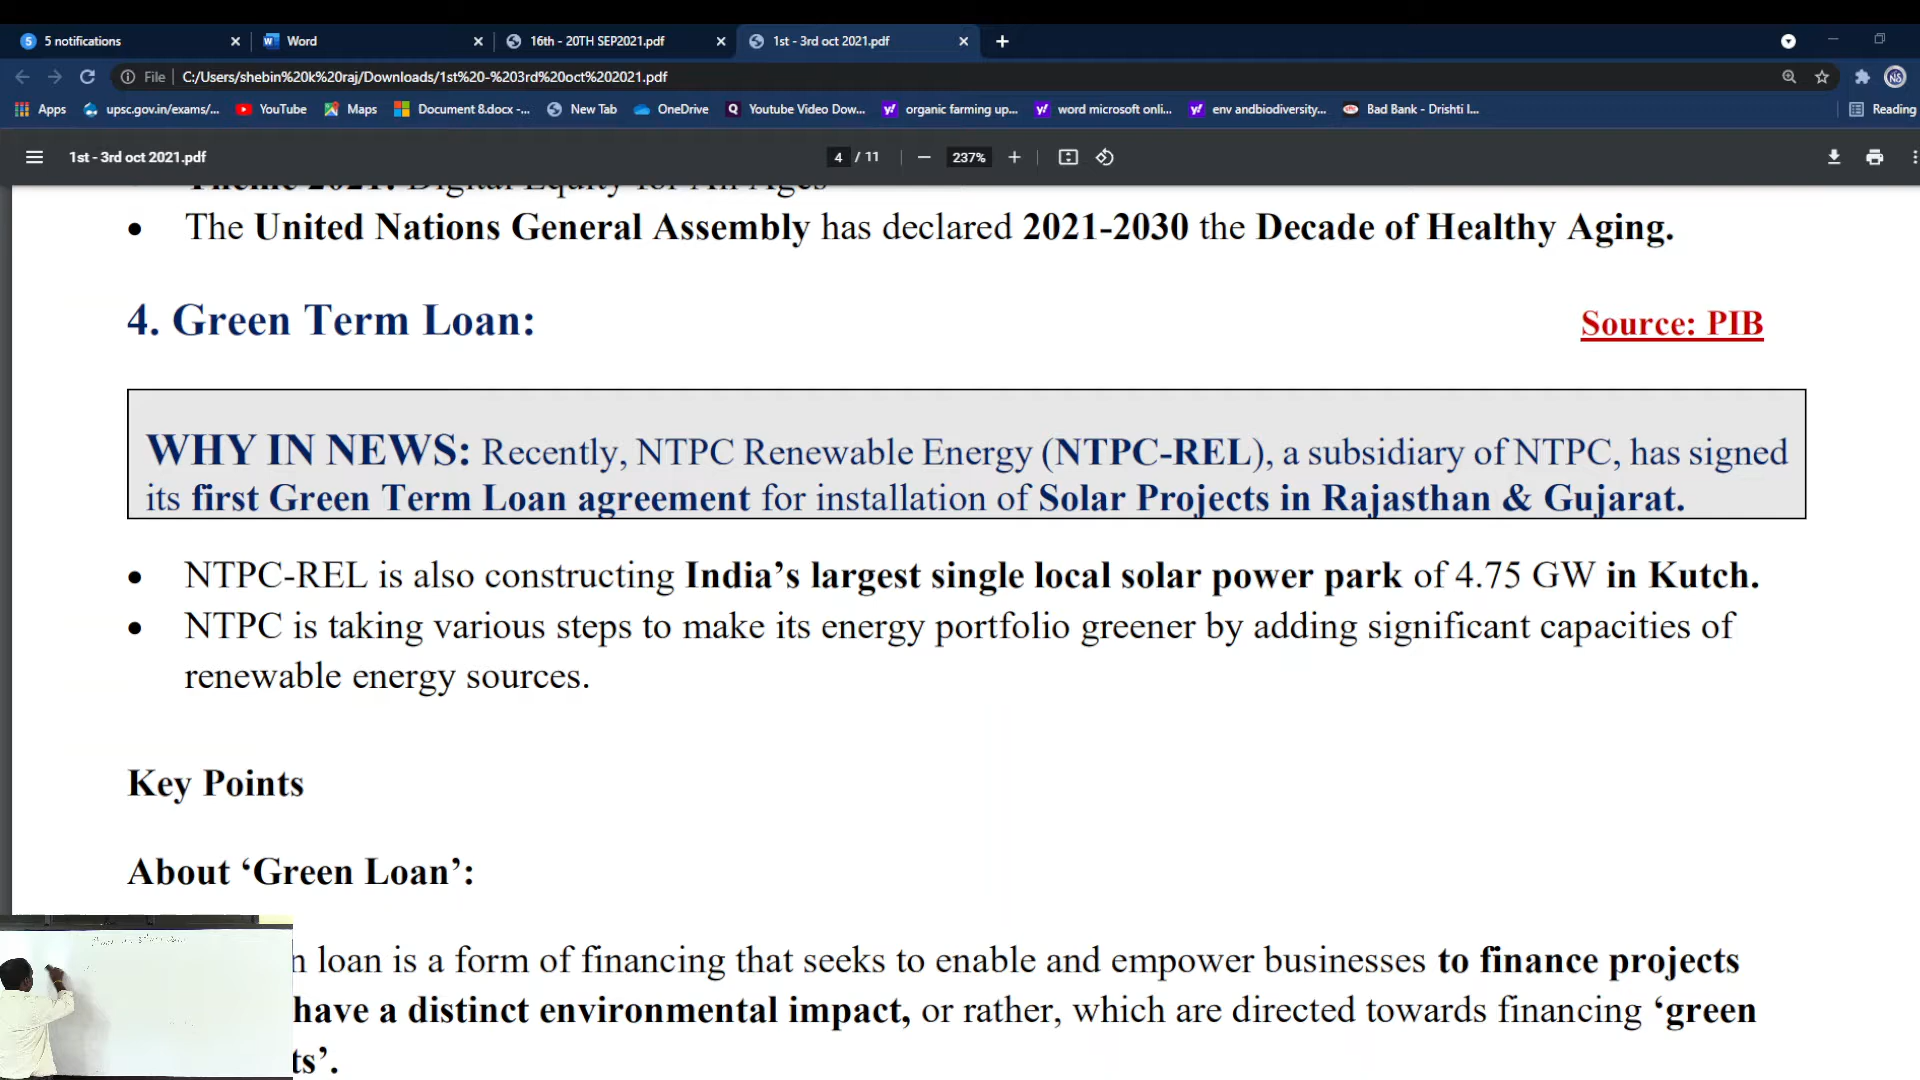 5 notifications
Word
16th - 20TH SEP2021.pdf
1st - 3rd oct 2021.pdf
File
C:/Users/shebin%20k%20raj/Downloads/1st%20-%203rd%20oct%202021.pdf
NS
Apps
upsc.gov.in/exams/...
YouTube
Maps
Document 8.docx -...
New Tab
OneDrive
Youtube Video Dow...
organic farming up...
word microsoft onli...
env andbiodiversity...
Bad Bank - Drishti I...
Reading
1st - 3rd oct 2021.pdf
4 / 11
237%
Theme 2021: Digital Equity for All Ages
• The United Nations General Assembly has declared 2021-2030 the Decade of Healthy Aging.
4. Green Term Loan:
Source: PIB
WHY IN NEWS: Recently, NTPC Renewable Energy (NTPC-REL), a subsidiary of NTPC, has signed
its first Green Term Loan agreement for installation of Solar Projects in Rajasthan & Gujarat.
• NTPC-REL is also constructing India’s largest single local solar power park of 4.75 GW in Kutch.
• NTPC is taking various steps to make its energy portfolio greener by adding significant capacities of
renewable energy sources.
Key Points
About ‘Green Loan’:
n loan is a form of financing that seeks to enable and empower businesses to finance projects
have a distinct environmental impact, or rather, which are directed towards financing ‘green
ts’.